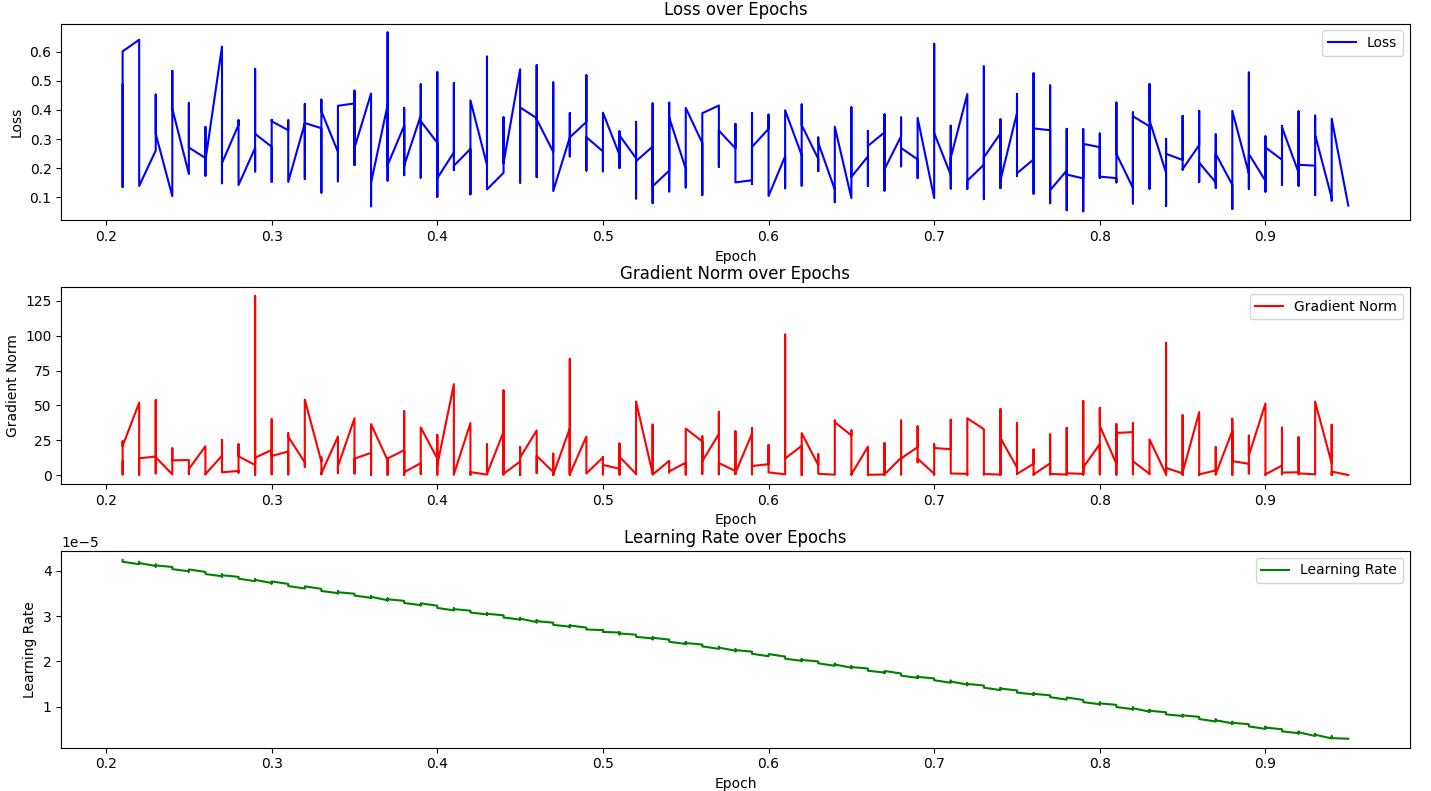 Loss over Epochs
Loss
0.6
0.5
0.4
0.3
0.2
0.1
Loss
0.2 0.3 0.4 0.5 0.6 0.7 0.8 0.9
Epoch
Gradient Norm over Epochs
Gradient Norm
125
100
75
50
25
0
Gradient Norm
0.2 0.3 0.4 0.5 0.6 0.7 0.8 0.9
Epoch
Learning Rate over Epochs
1e−5
Learning Rate
4
3
2
1
Learning Rate
0.2 0.3 0.4 0.5 0.6 0.7 0.8 0.9
Epoch